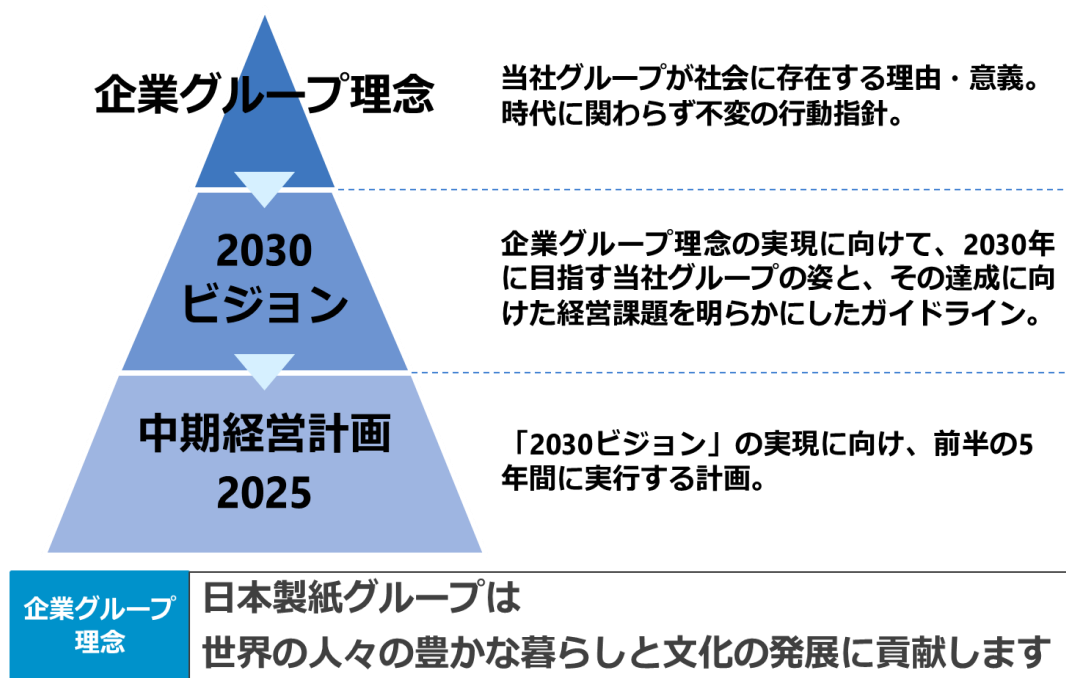 企業グループ理念
当社グループが社会に存在する理由・意義。
時代に関わらず不変の行動指針。
2030
ビジョン
企業グループ理念の実現に向けて、2030年
に目指す当社グループの姿と、その達成に向
けた経営課題を明らかにしたガイドライン。
中期経営計画
2025
「2030ビジョン」の実現に向け、前半の5
年間に実行する計画。
企業グループ
理念
日本製紙グループは
世界の人々の豊かな暮らしと文化の発展に貢献します